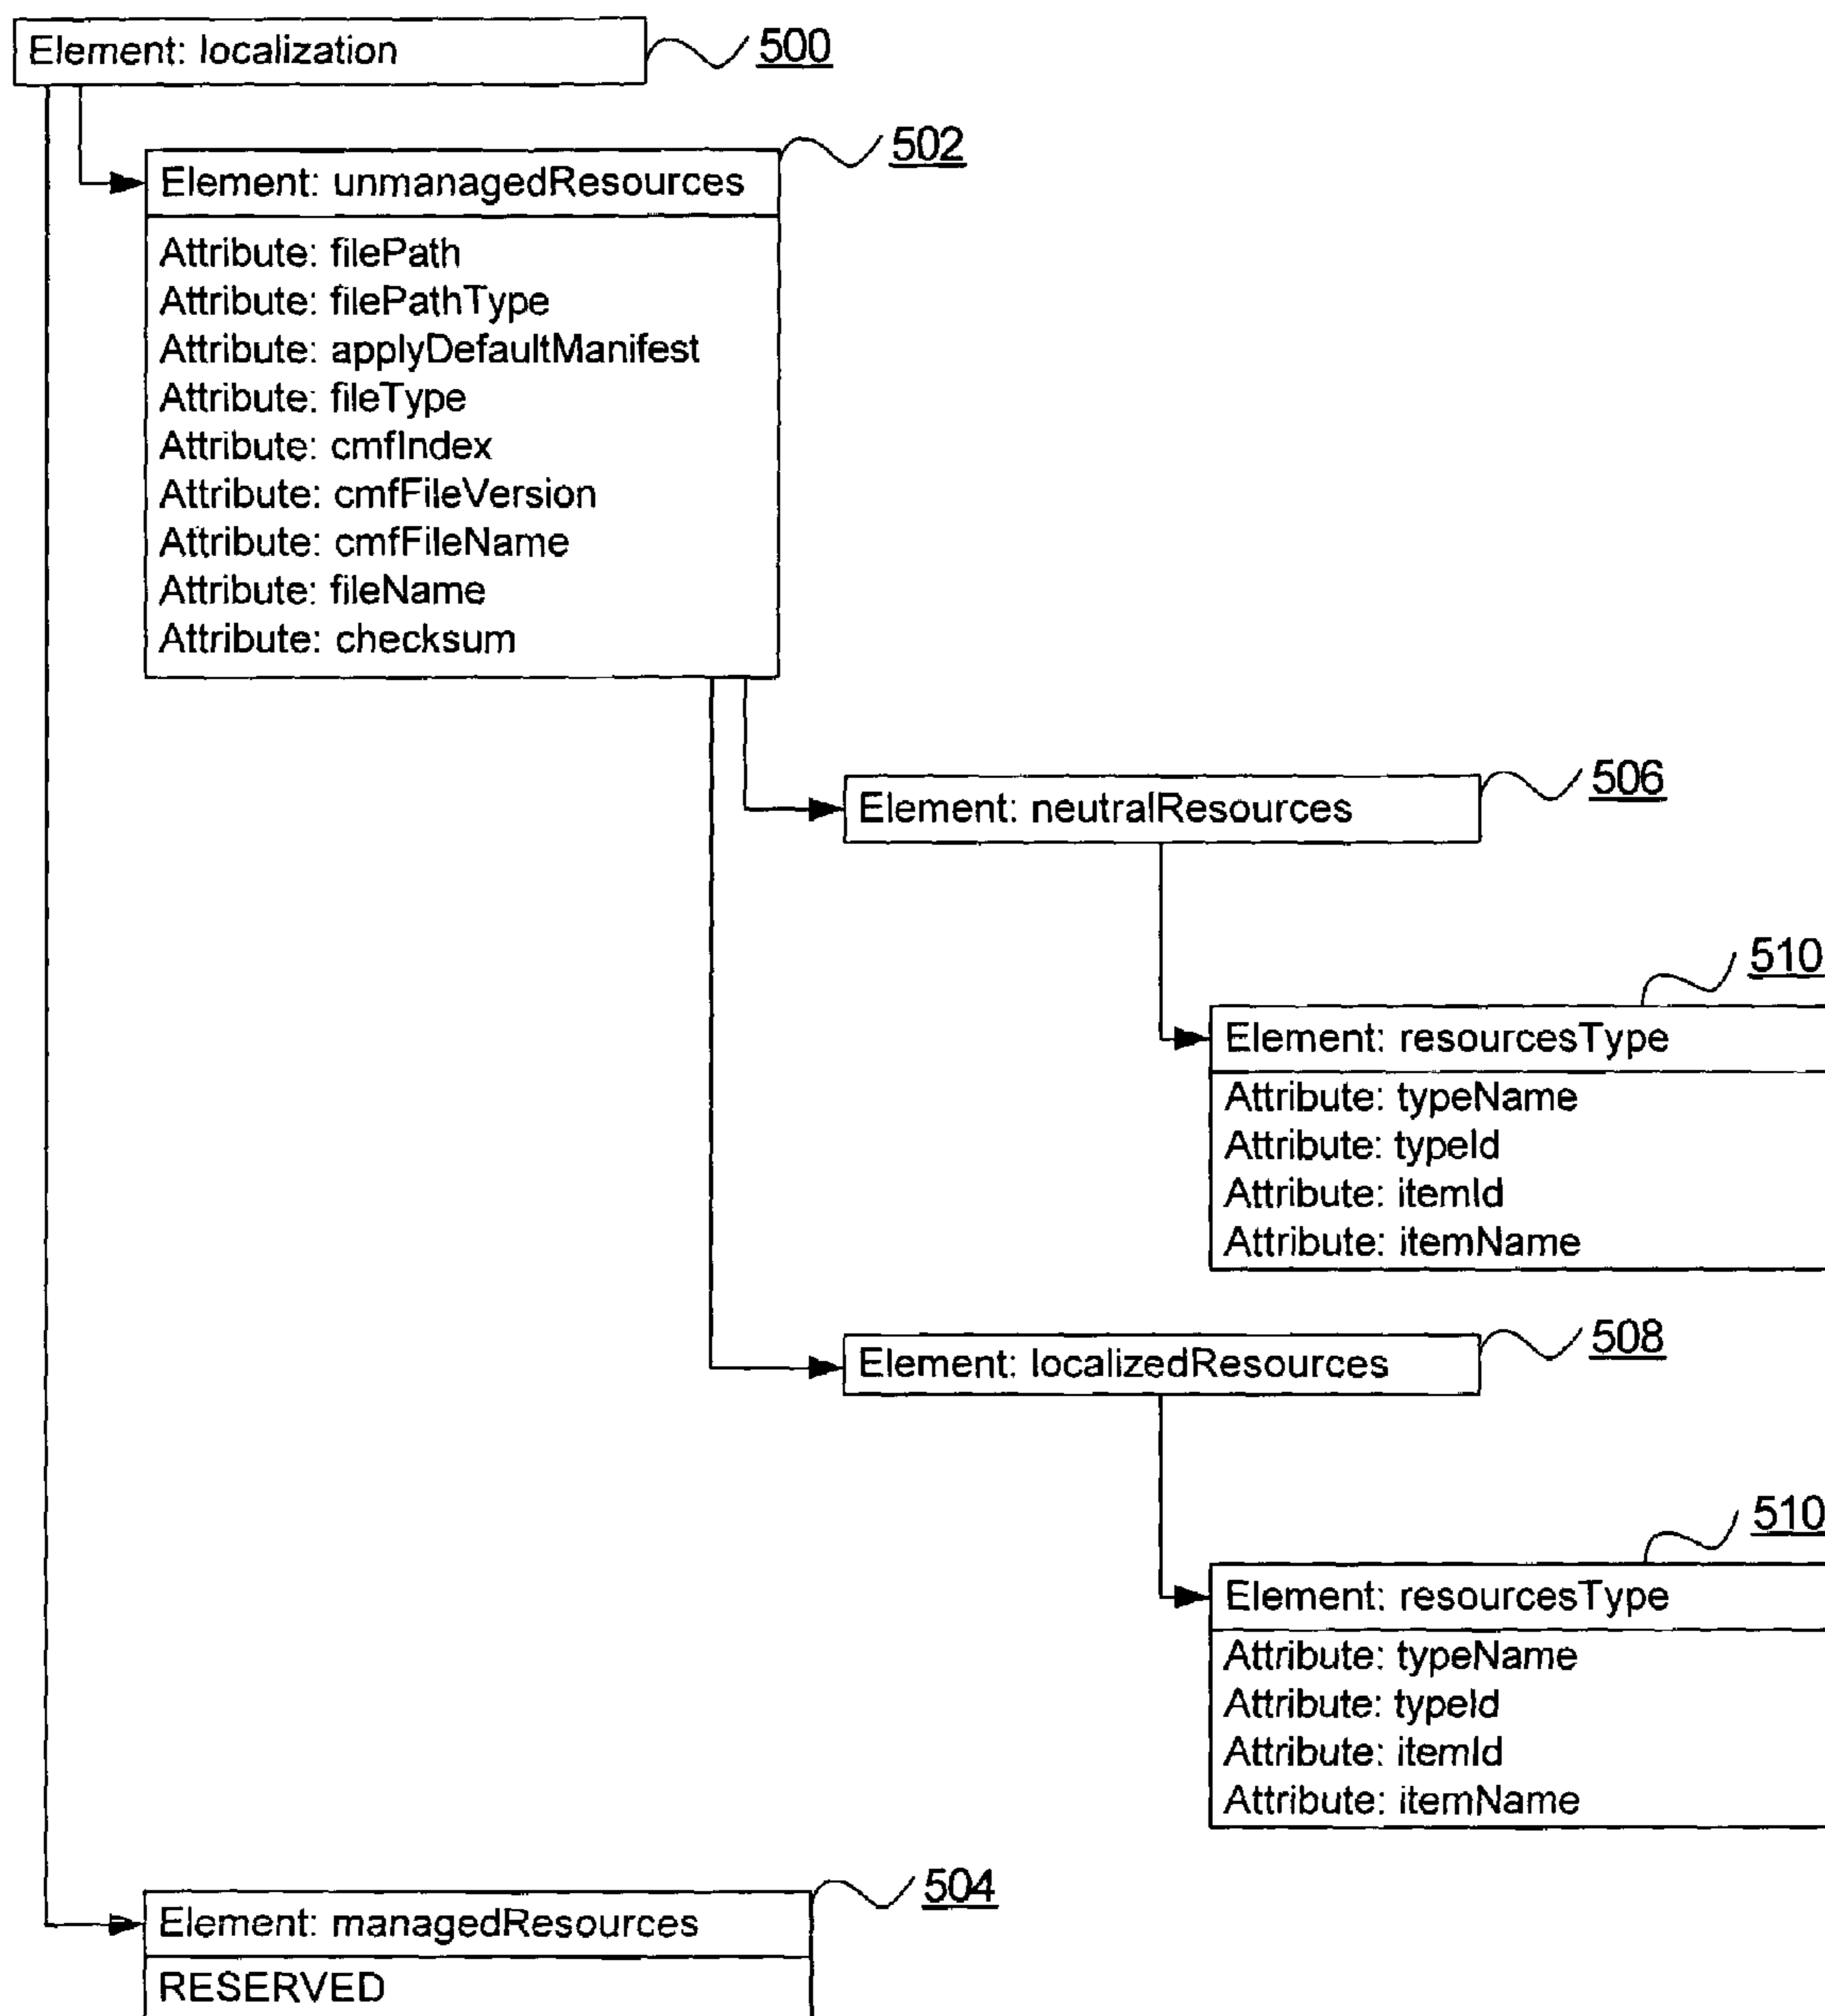 Element: localization
500
502
Element: unmanagedResources
Attribute: filePath
Attribute: filePathType
Attribute: applyDefaultManifest
Attribute: fileType
Attribute: cmfIndex
Attribute: cmfFileVersion
Attribute: cmfFileName
Attribute: fileName
Attribute: checksum
506
Element: neutralResources
510
Element: resourcesType
Attribute: typeName
Attribute: typeId
Attribute: itemId
Attribute: itemName
508
Element: localizedResources
510
Element: resourcesType
Attribute: typeName
Attribute: typeId
Attribute: itemId
Attribute: itemName
504
Element: managedResources
RESERVED